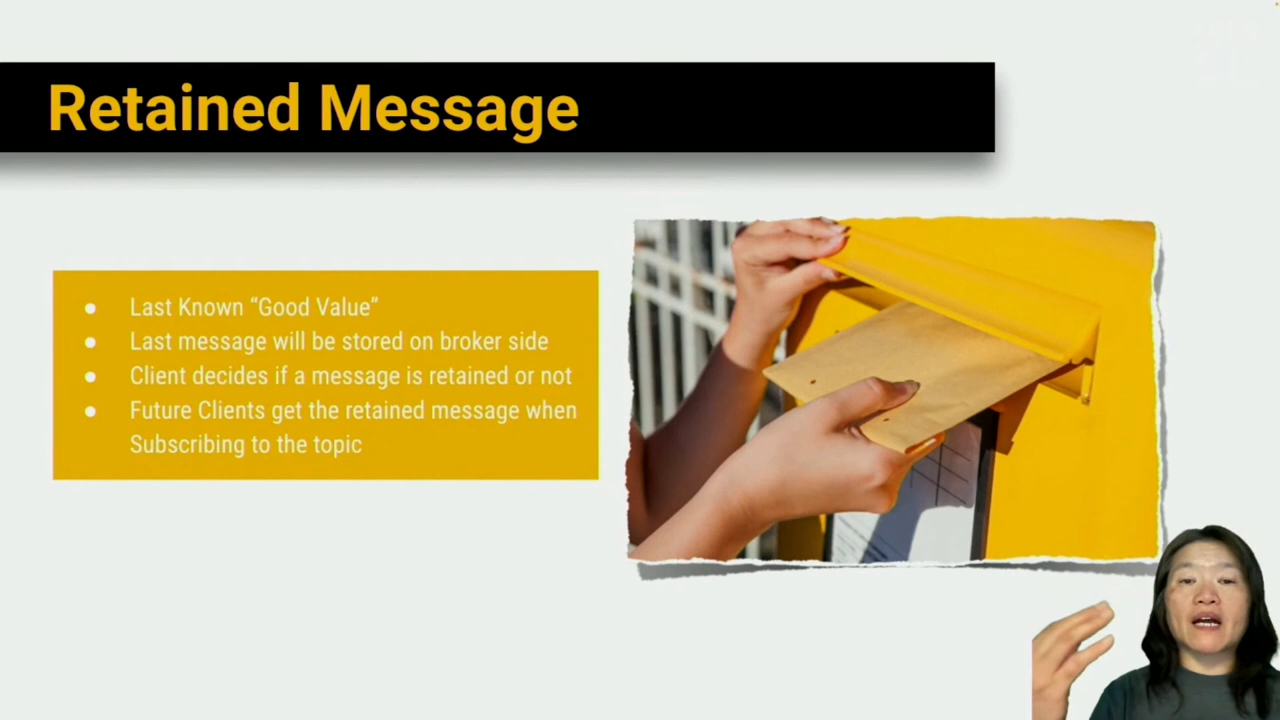 Retained Message
● Last Known “Good Value”
● Last message will be stored on broker side
● Client decides if a message is retained or not
● Future Clients get the retained message when
Subscribing to the topic